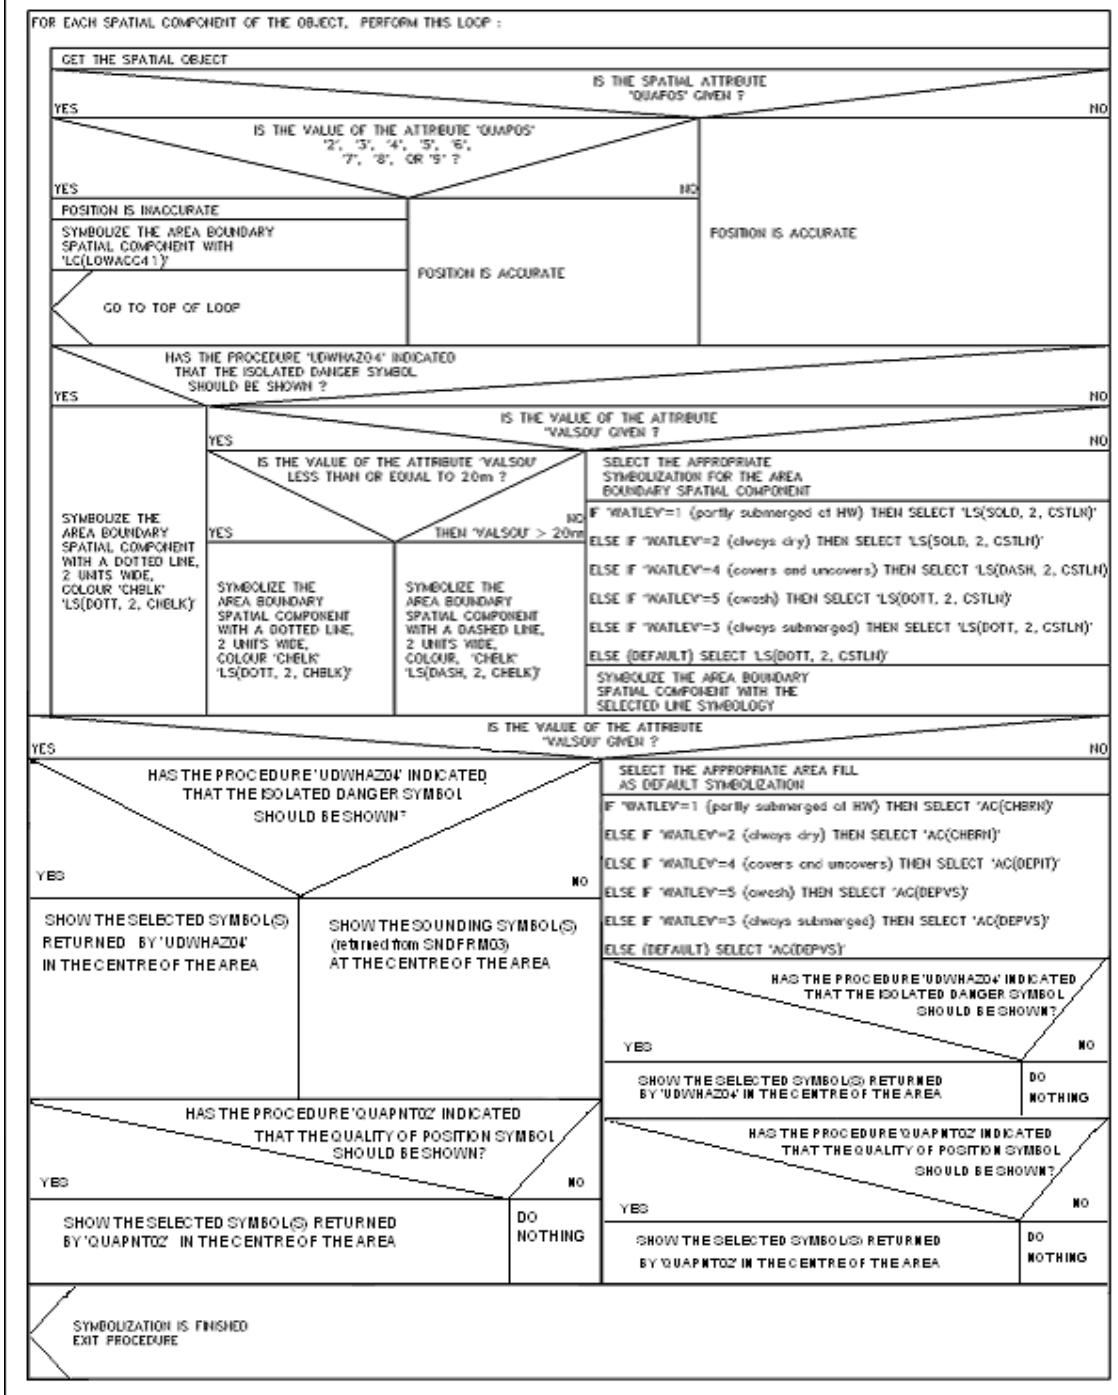 FOR EACH SPATIAL COMPONENT OF THE OBJECT, PERFORM THIS LOOP :
GET THE SPATIAL OBJECT
IS THE SPATIAL ATTRIBUTE
'QUAPOS' GIVEN ?
YES
NO
IS THE VALUE OF THE ATTRIBUTE 'QUAPOS'
'2', '3', '4', '5', '6',
'7', '8', OR '9' ?
YES
NO
POSITION IS INACCURATE
SYMBOLIZE THE AREA BOUNDARY
SPATIAL COMPONENT WITH
'LC(LOWACC41)'
GO TO TOP OF LOOP
POSITION IS ACCURATE
POSITION IS ACCURATE
HAS THE PROCEDURE 'UDWHAZ04' INDICATED
THAT THE ISOLATED DANGER SYMBOL
SHOULD BE SHOWN ?
YES
NO
SYMBOLIZE THE
AREA BOUNDARY
SPATIAL COMPONENT
WITH A DOTTED LINE,
2 UNITS WIDE,
COLOUR 'CHBLK'
'LS(DOTT, 2, CHBLK)'
IS THE VALUE OF THE ATTRIBUTE
'VALSOU' GIVEN ?
YES
NO
IS THE VALUE OF THE ATTRIBUTE 'VALSOU'
LESS THAN OR EQUAL TO 20m ?
YES
NO
THEN 'VALSOU' > 20m
SYMBOLIZE THE
AREA BOUNDARY
SPATIAL COMPONENT
WITH A DOTTED LINE,
2 UNITS WIDE,
COLOUR 'CHBLK'
'LS(DOTT, 2, CHBLK)'
SYMBOLIZE THE
AREA BOUNDARY
SPATIAL COMPONENT
WITH A DASHED LINE,
2 UNITS WIDE,
COLOUR, 'CHBLK'
'LS(DASH, 2, CHBLK)'
SELECT THE APPROPRIATE
SYMBOLIZATION FOR THE AREA
BOUNDARY SPATIAL COMPONENT
IF 'WATLEV'=1 (partly submerged at HW) THEN SELECT 'LS(SOLD, 2, CSTLN)'
ELSE IF 'WATLEV'=2 (always dry) THEN SELECT 'LS(SOLD, 2, CSTLN)'
ELSE IF 'WATLEV'=4 (covers and uncovers) THEN SELECT 'LS(DASH, 2, CSTLN)
ELSE IF 'WATLEV'=5 (awash) THEN SELECT 'LS(DOTT, 2, CSTLN)'
ELSE IF 'WATLEV'=3 (always submerged) THEN SELECT 'LS(DOTT, 2, CSTLN)'
ELSE (DEFAULT) SELECT 'LS(DOTT, 2, CSTLN)'
SYMBOLIZE THE AREA BOUNDARY
SPATIAL COMPONENT WITH THE
SELECTED LINE SYMBOLOGY
IS THE VALUE OF THE ATTRIBUTE
'VALSOU' GIVEN ?
YES
NO
HAS THE PROCEDURE 'UDWHAZ04' INDICATED
THAT THE ISOLATED DANGER SYMBOL
SHOULD BE SHOWN?
YES
NO
SHOW THE SELECTED SYMBOL(S)
RETURNED BY 'UDWHAZ04'
IN THE CENTRE OF THE AREA
SHOW THE SOUNDING SYMBOL(S)
(returned from SNDFRM03)
AT THE CENTRE OF THE AREA
HAS THE PROCEDURE 'QUAPNT02' INDICATED
THAT THE QUALITY OF POSITION SYMBOL
SHOULD BE SHOWN?
YES
NO
SHOW THE SELECTED SYMBOL(S) RETURNED
BY 'QUAPNT02' IN THE CENTRE OF THE AREA
DO
NOTHING
SELECT THE APPROPRIATE AREA FILL
AS DEFAULT SYMBOLIZATION
IF 'WATLEV'=1 (partly submerged at HW) THEN SELECT 'AC(CHBRN)'
ELSE IF 'WATLEV'=2 (always dry) THEN SELECT 'AC(CHBRN)'
ELSE IF 'WATLEV'=4 (covers and uncovers) THEN SELECT 'AC(DEPIT)'
ELSE IF 'WATLEV'=5 (awash) THEN SELECT 'AC(DEPVS)'
ELSE IF 'WATLEV'=3 (always submerged) THEN SELECT 'AC(DEPVS)'
ELSE (DEFAULT) SELECT 'AC(DEPVS)'
HAS THE PROCEDURE 'UDWHAZ04' INDICATED
THAT THE ISOLATED DANGER SYMBOL
SHOULD BE SHOWN?
YES
NO
SHOW THE SELECTED SYMBOL(S) RETURNED
BY 'UDWHAZ04' IN THE CENTRE OF THE AREA
DO
NOTHING
HAS THE PROCEDURE 'QUAPNT02' INDICATED
THAT THE QUALITY OF POSITION SYMBOL
SHOULD BE SHOWN?
YES
NO
SHOW THE SELECTED SYMBOL(S) RETURNED
BY 'QUAPNT02' IN THE CENTRE OF THE AREA
DO
NOTHING
SYMBOLIZATION IS FINISHED
EXIT PROCEDURE